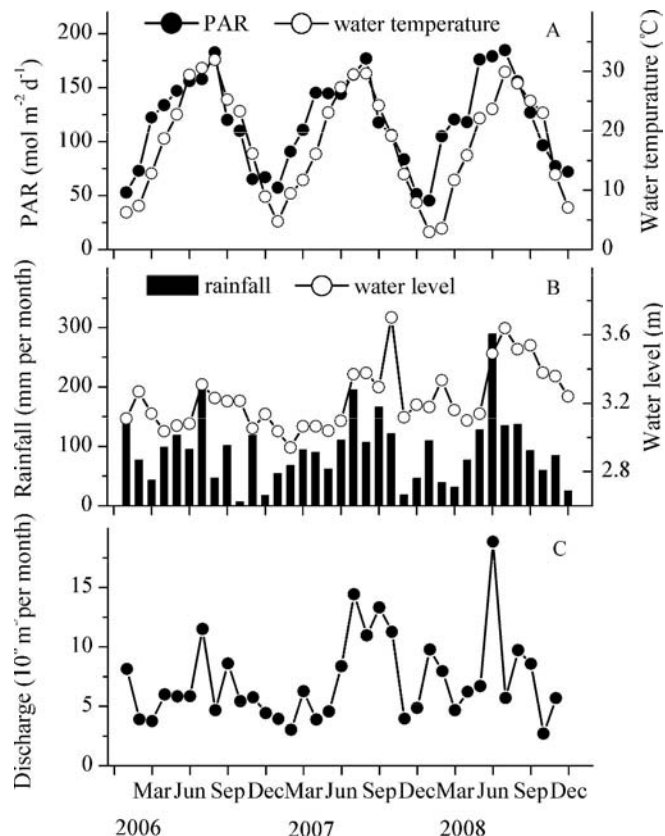 PAR water temperature A
PAR (mol m⁻² d⁻¹)
200
150
100
50
0
Water tempurature (℃)
30
20
10
0
rainfall water level B
Rainfall (mm per month)
300
200
100
0
Water level (m)
3.6
3.2
2.8
C
Discharge (10 m per month)
15
10
5
0
Mar Jun Sep Dec Mar Jun Sep Dec Mar Jun Sep Dec
2006 2007 2008